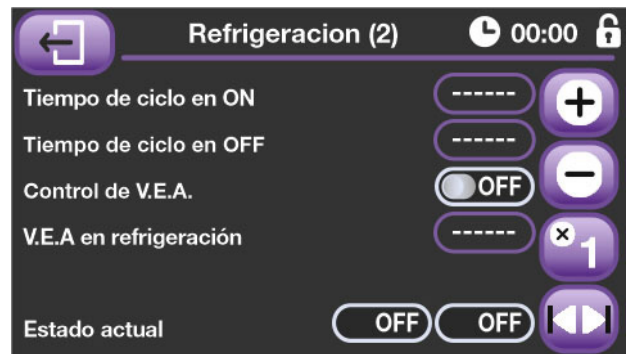 Refrigeracion (2) 00:00
Tiempo de ciclo en ON ------
Tiempo de ciclo en OFF ------
Control de V.E.A. OFF
V.E.A en refrigeración ------
×1
Estado actual OFF OFF